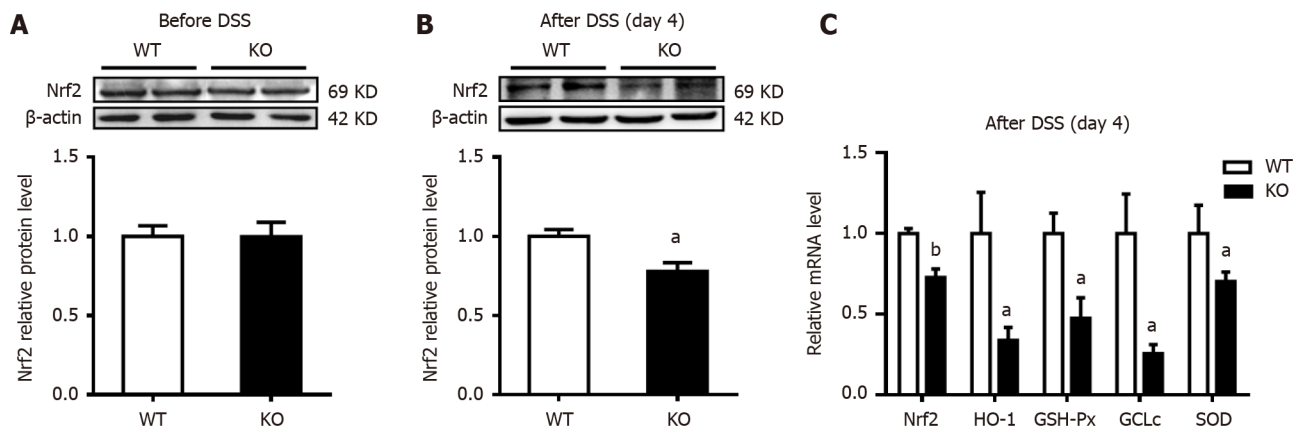 A
Before DSS
WT KO
Nrf2 69 KD
β-actin 42 KD
Nrf2 relative protein level
1.5
1.0
0.5
0.0
WT KO
B
After DSS (day 4)
WT KO
Nrf2 69 KD
β-actin 42 KD
Nrf2 relative protein level
1.5
1.0
0.5
0.0
a
WT KO
C
After DSS (day 4)
WT
KO
Relative mRNA level
1.5
1.0
0.5
0.0
b a a a a
Nrf2 HO-1 GSH-Px GCLc SOD